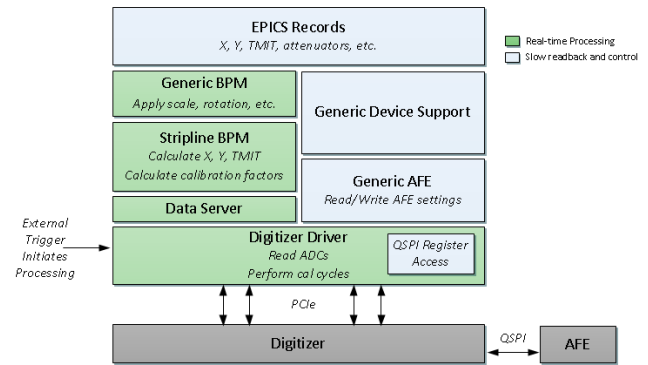 EPICS Records
X, Y, TMIT, attenuators, etc.
Real-time Processing
Slow readback and control
Generic BPM
Apply scale, rotation, etc.
Generic Device Support
Stripline BPM
Calculate X, Y, TMIT
Calculate calibration factors
Generic AFE
Read/Write AFE settings
Data Server
External
Trigger
Initiates
Processing
Digitizer Driver
Read ADCs
Perform cal cycles
QSPI Register
Access
PCIe
Digitizer
QSPI
AFE